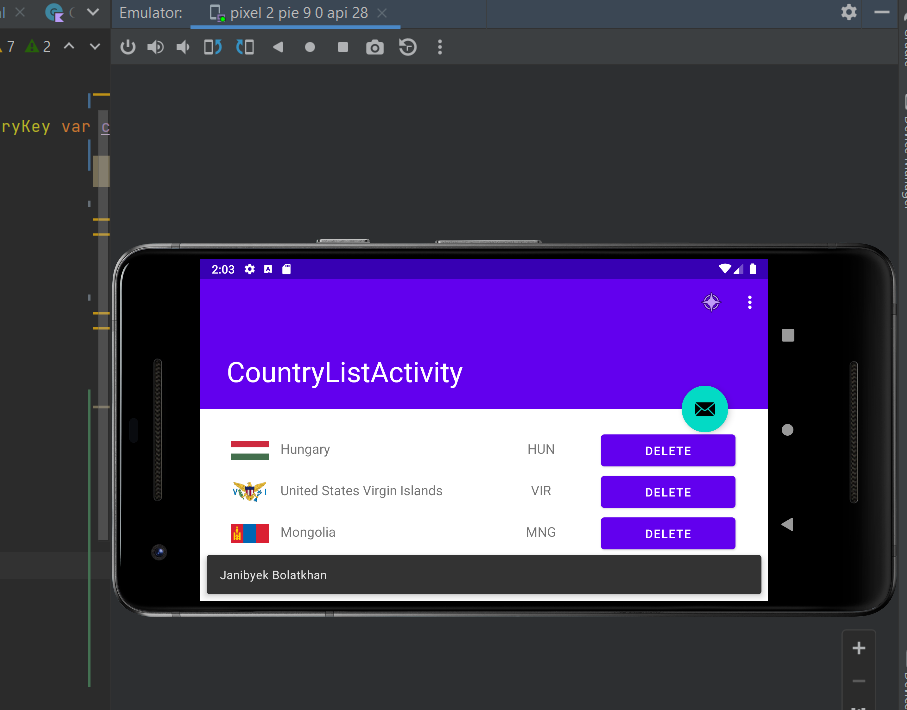 Emulator: pixel 2 pie 9 0 api 28
7 2
ryKey var c
2:03
CountryListActivity
Hungary HUN DELETE
United States Virgin Islands VIR DELETE
Mongolia MNG DELETE
Janibyek Bolatkhan